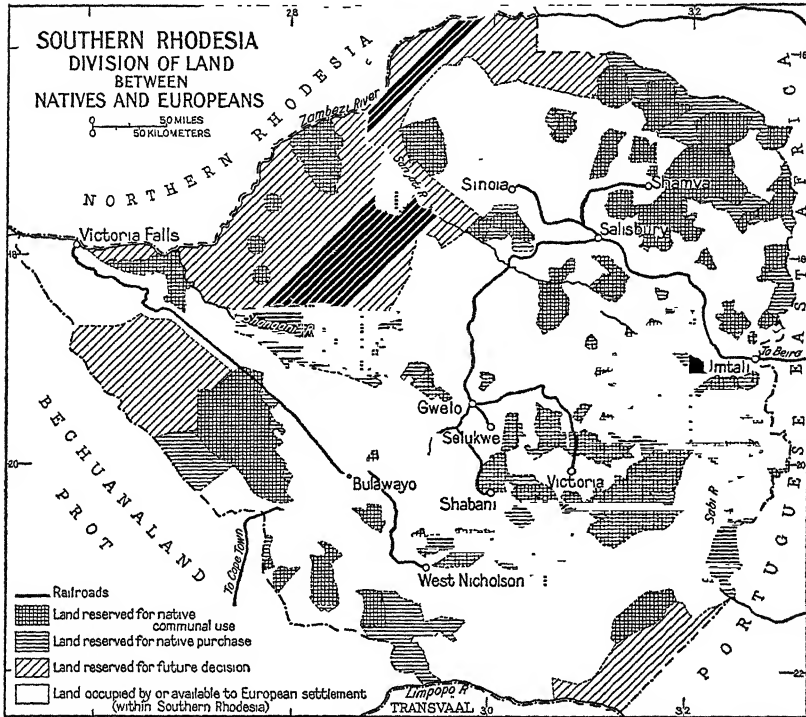 SOUTHERN RHODESIA
DIVISION OF LAND
BETWEEN
NATIVES AND EUROPEANS
50 MILES
50 KILOMETERS
28
32
NORTHERN RHODESIA
Zambezi River
16
Sinoia
Shamva
Salisbury
Victoria Falls
18
18
Shangani R
To Beira
Umtali
Gwelo
Selukwe
Victoria
Shabani
Bulawayo
20
20
Sabi R
BECHUANALAND
PROT
PORTUGUESE EAST AFRICA
To Cape Town
West Nicholson
Railroads
Land reserved for native
communal use
Land reserved for native purchase
Land reserved for future decision
Land occupied by or available to European settlement
(within Southern Rhodesia)
Limpopo R
TRANSVAAL
30
32
22